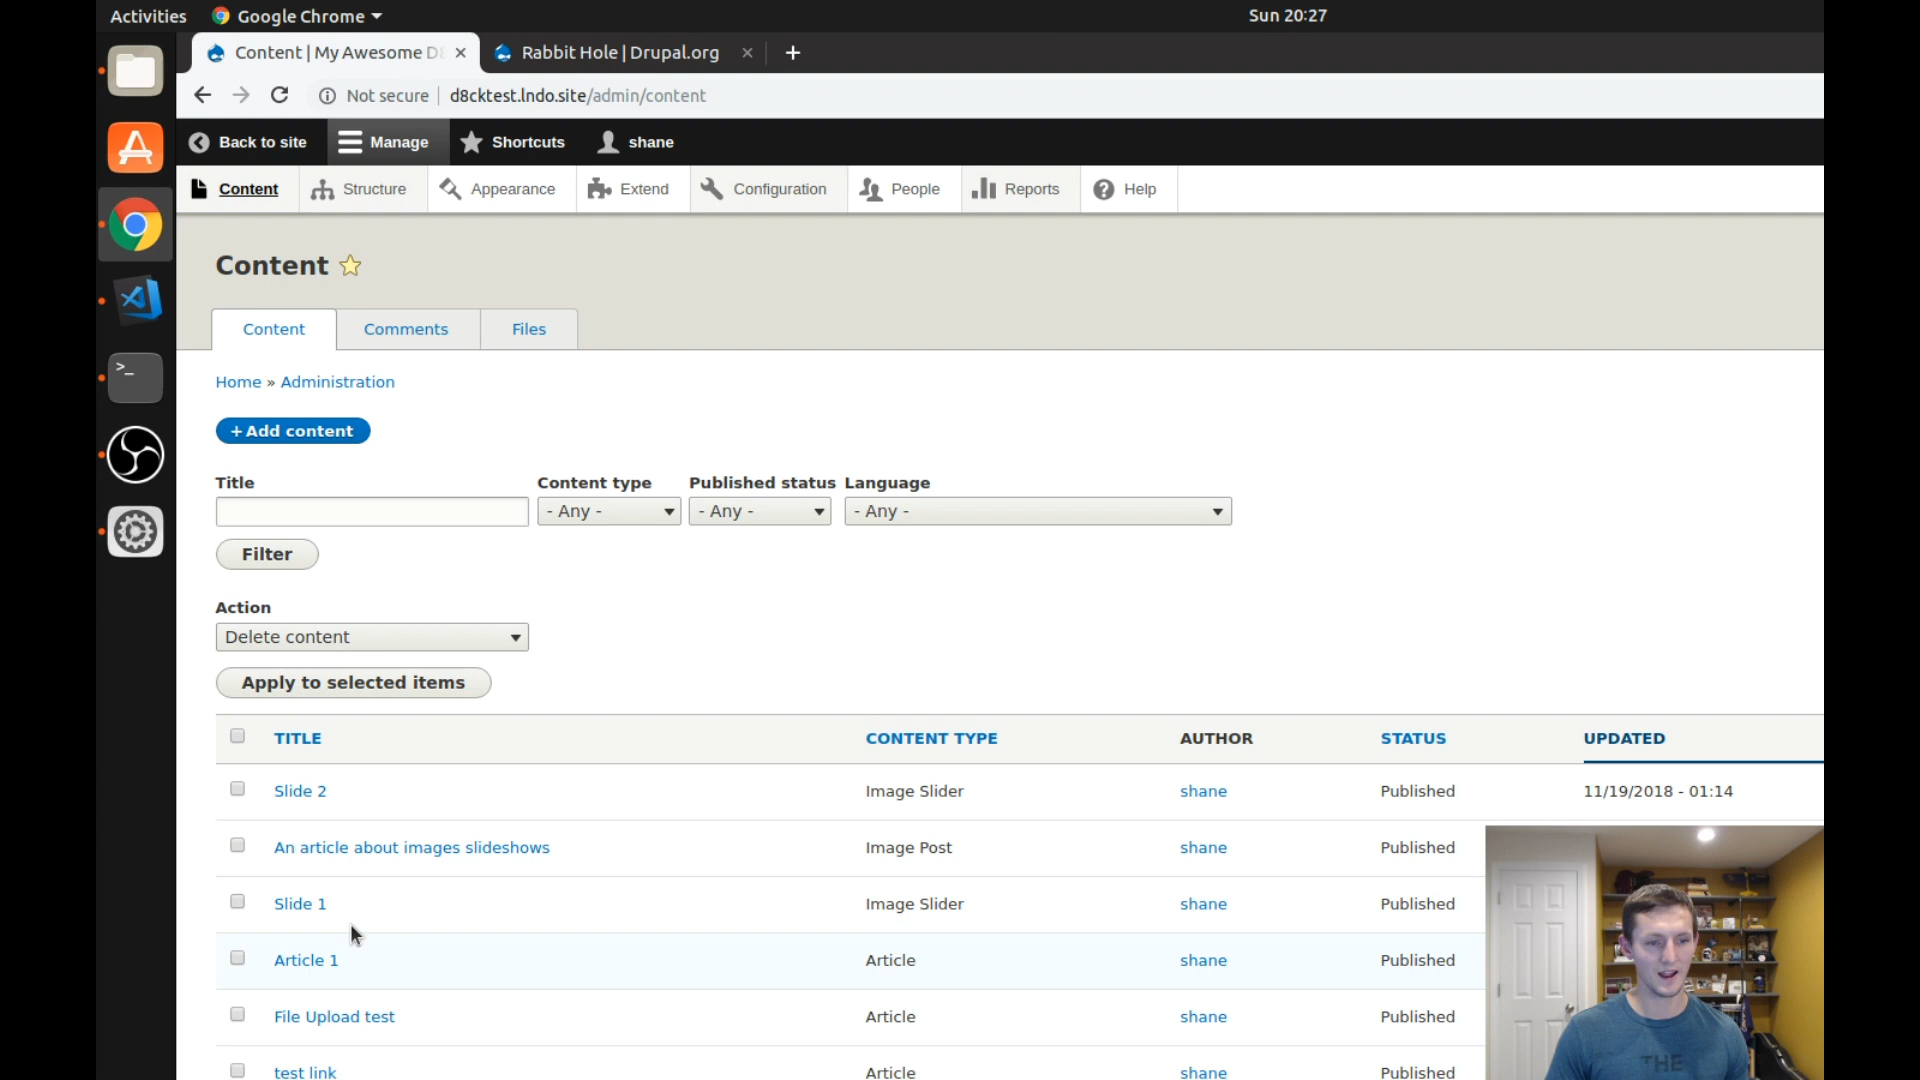 Activities Google Chrome Sun 20:27
Content | My Awesome D8 Rabbit Hole | Drupal.org
Not secure d8cktest.lndo.site/admin/content
Back to site Manage Shortcuts shane
Content Structure Appearance Extend Configuration People Reports Help
Content
Content Comments Files
Home » Administration
+ Add content
Title Content type Published status Language
- Any - - Any - - Any -
Filter
Action
Delete content
Apply to selected items
TITLE CONTENT TYPE AUTHOR STATUS UPDATED
Slide 2 Image Slider shane Published 11/19/2018 - 01:14
An article about images slideshows Image Post shane Published
Slide 1 Image Slider shane Published
Article 1 Article shane Published
File Upload test Article shane Published
test link Article shane Published
THE